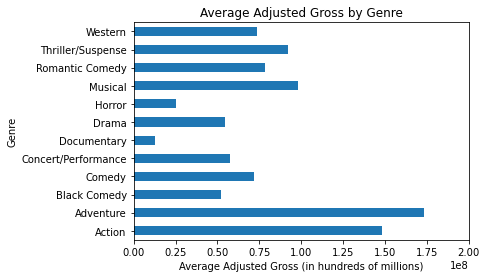 Average Adjusted Gross by Genre
Western
Thriller/Suspense
Romantic Comedy
Musical
Horror
Drama
Documentary
Concert/Performance
Comedy
Black Comedy
Adventure
Action
Genre
0.00 0.25 0.50 0.75 1.00 1.25 1.50 1.75 2.00
1e8
Average Adjusted Gross (in hundreds of millions)